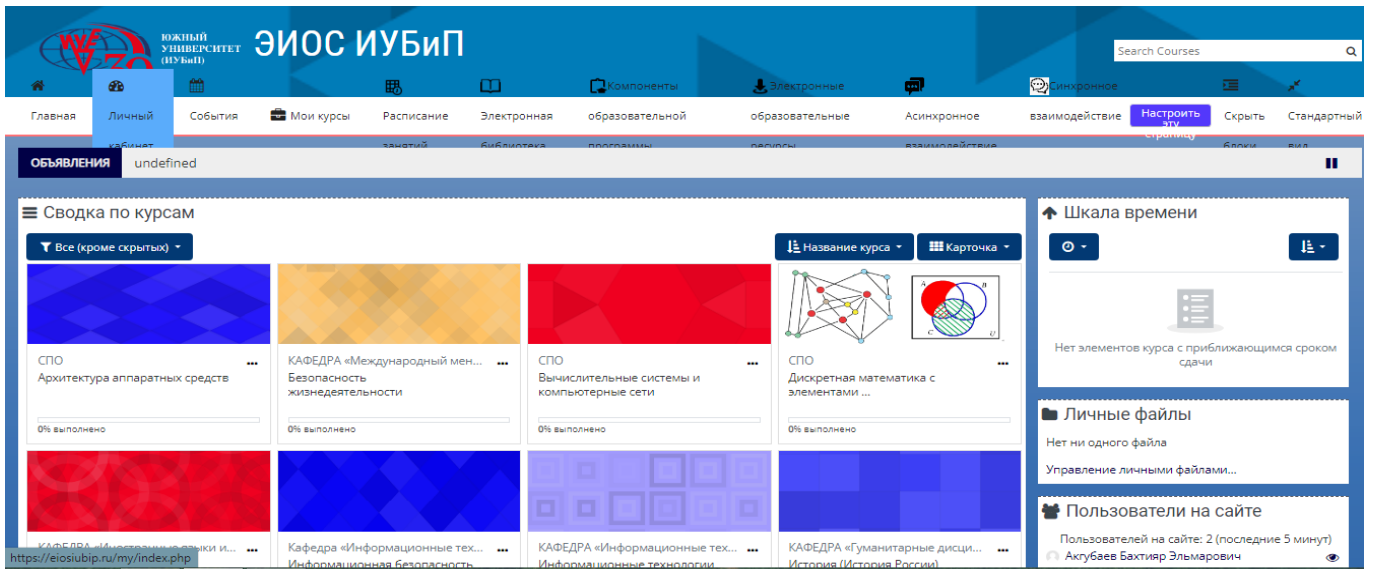 ЮЖНЫЙ
УНИВЕРСИТЕТ
(ИУБиП)
ЭИОС ИУБиП
Search Courses
Главная
Личный кабинет
События
Мои курсы
Расписание занятий
Электронная библиотека
Компоненты образовательной программы
Электронные образовательные ресурсы
Асинхронное взаимодействие
Синхронное взаимодействие
Настроить эту страницу
Скрыть блоки
Стандартный вид
ОБЪЯВЛЕНИЯ undefined
Сводка по курсам
Все (кроме скрытых)
Название курса
Карточка
СПО
Архитектура аппаратных средств
0% выполнено
КАФЕДРА «Международный мен...
Безопасность
жизнедеятельности
0% выполнено
СПО
Вычислительные системы и
компьютерные сети
0% выполнено
A B
C U
СПО
Дискретная математика с
элементами ...
0% выполнено
КАФЕДРА «Иностранные языки и...
Кафедра «Информационные тех...
Информационная безопасность
КАФЕДРА «Информационные тех...
Информационные технологии
КАФЕДРА «Гуманитарные дисци...
История (История России)
Шкала времени
Нет элементов курса с приближающимся сроком
сдачи
Личные файлы
Нет ни одного файла
Управление личными файлами...
Пользователи на сайте
Пользователей на сайте: 2 (последние 5 минут)
Акгубаев Бахтияр Эльмарович
https://eiosiubip.ru/my/index.php